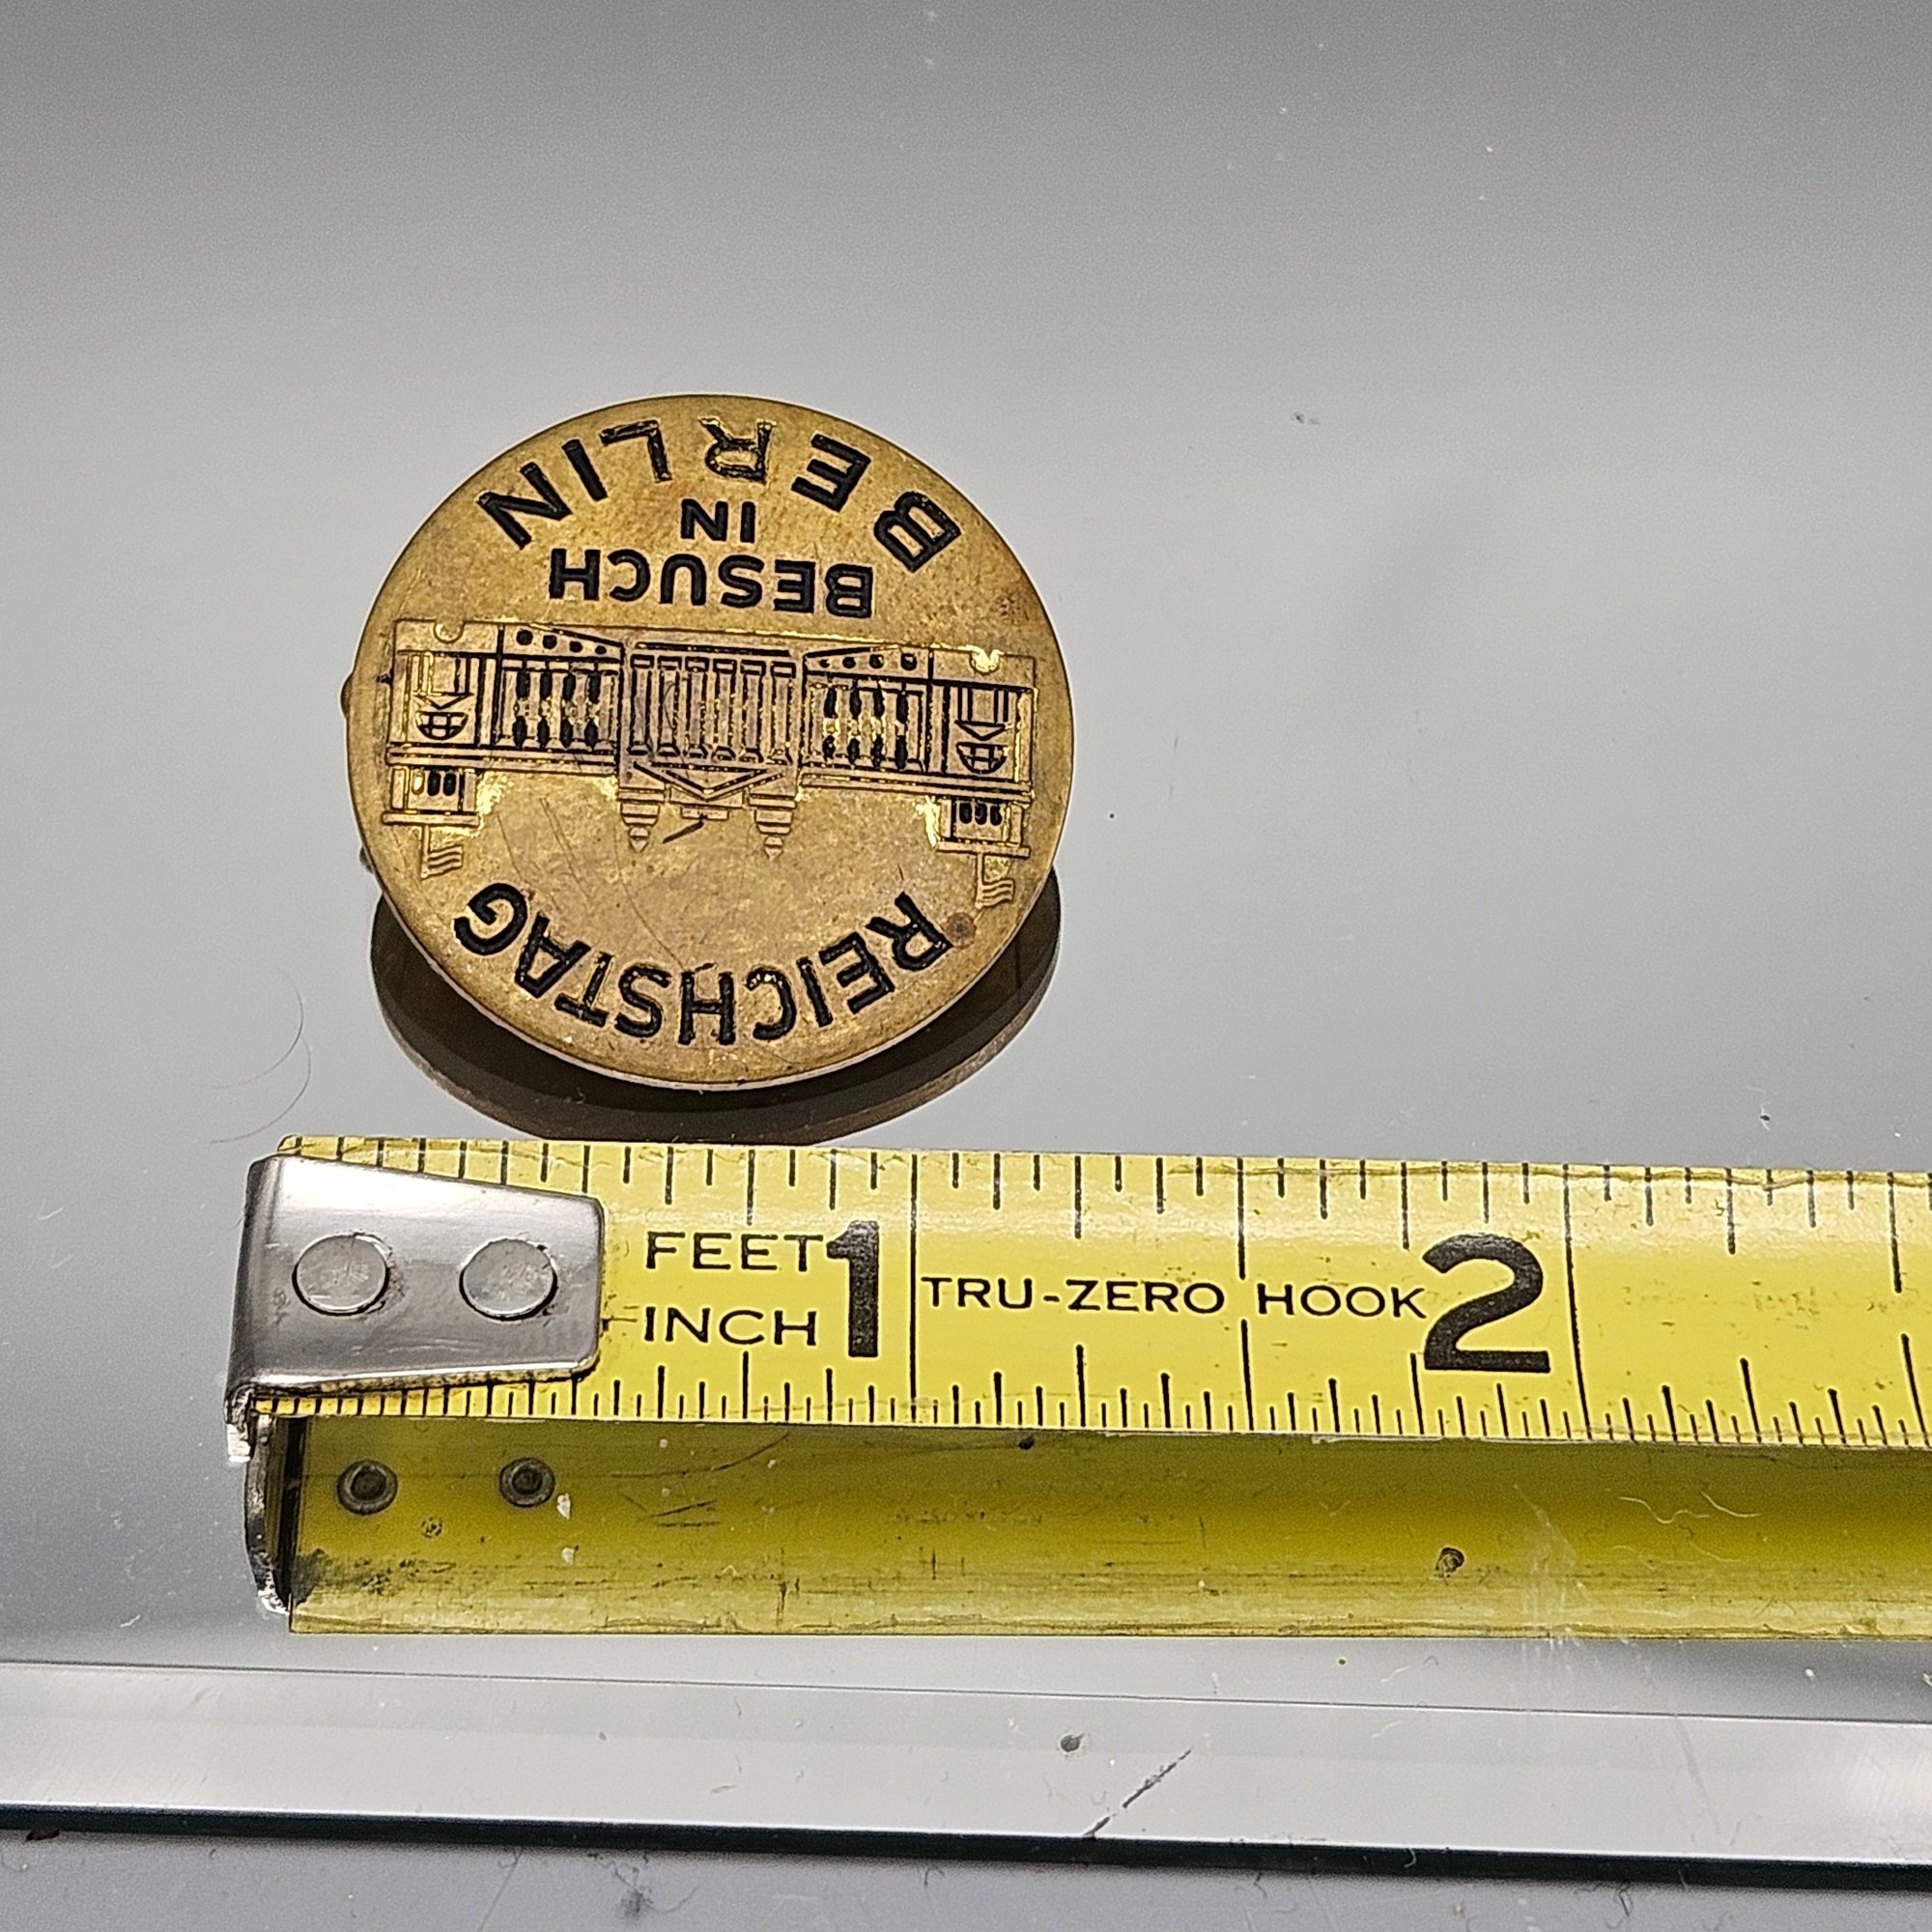 REICHSTAG
BESUCH
IN
BERLIN
FEET
INCH
1
TRU-ZERO HOOK
2